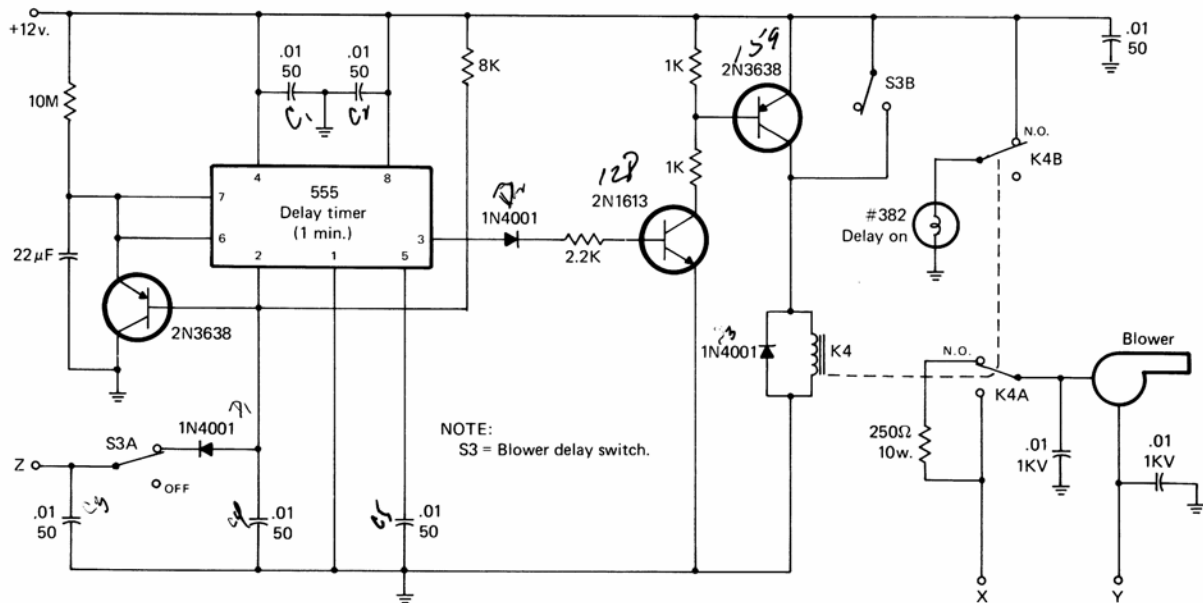 +12v.
10M
.01
50
.01
50
8K
1K
2N3638
S3B
.01
50
C1
1K
N.O.
K4B
4
8
7
555
Delay timer
(1 min.)
6
3
2
1
5
1N4001
2.2K
2N1613
#382
Delay on
22µF
2N3638
1N4001
K4
N.O.
K4A
Blower
1N4001
S3A
Z
OFF
NOTE:
S3 = Blower delay switch.
250Ω
10w.
.01
1KV
.01
1KV
.01
50
.01
50
.01
50
X
Y